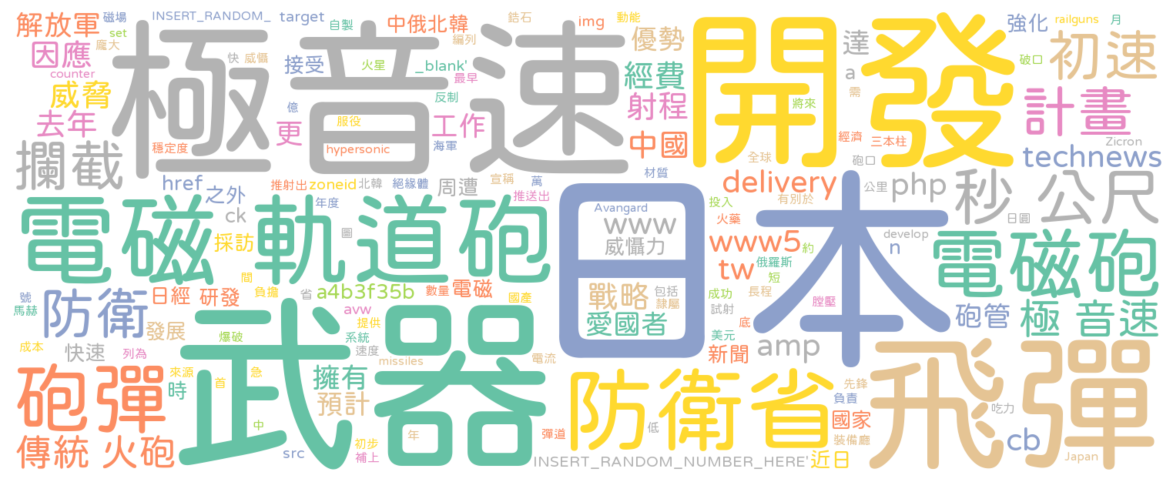 解放軍 磁場 INSERT_RANDOM_ target 自製 中俄北韓 img 鋯石 動能 強化 railguns 月
set 龐大 快 威懾 編列 優勢 達 破口 初速
因應 counter 火星 接受 _blank' 最早 經費 a
威脅 億 反制 射程 需 將來 計畫
去年 服役 更 工作 中國 經濟 三本柱 Zicron
極音速 開發
攔截 穩定度 hypersonic 海軍 材質 全球 砲口 technews
href 之外 推射出 zoneid 北韓 絕緣體 周遭 宣稱 萬 delivery 公里 php 秒 公尺
ck 年度 圖 推送出 Avangard www 投入 有別於 日圓
電磁 軌道砲 採訪 威懾力 火藥 www5 約 develop n 電磁砲
間 負擔 省 tw 俄羅斯 短
號 馬赫 防衛 日經 研發 a4b3f35b 數量 電磁 戰略 包括 隸屬 成功 試射 長程 日本 砲管 極 音速
發展 avw 國產 愛國者 膛壓 底
成本 快速 列為 爆破 提供 系統 速度 missiles 電流 新聞 美元 amp
砲彈 來源 時 首 急 武器 擁有 預計 防衛省 先鋒 負責 飛彈
傳統 火砲 中 src 初步 補上 年 彈道 低 國家 裝備廳 吃力 cb
INSERT_RANDOM_NUMBER_HERE' 近日 Japan